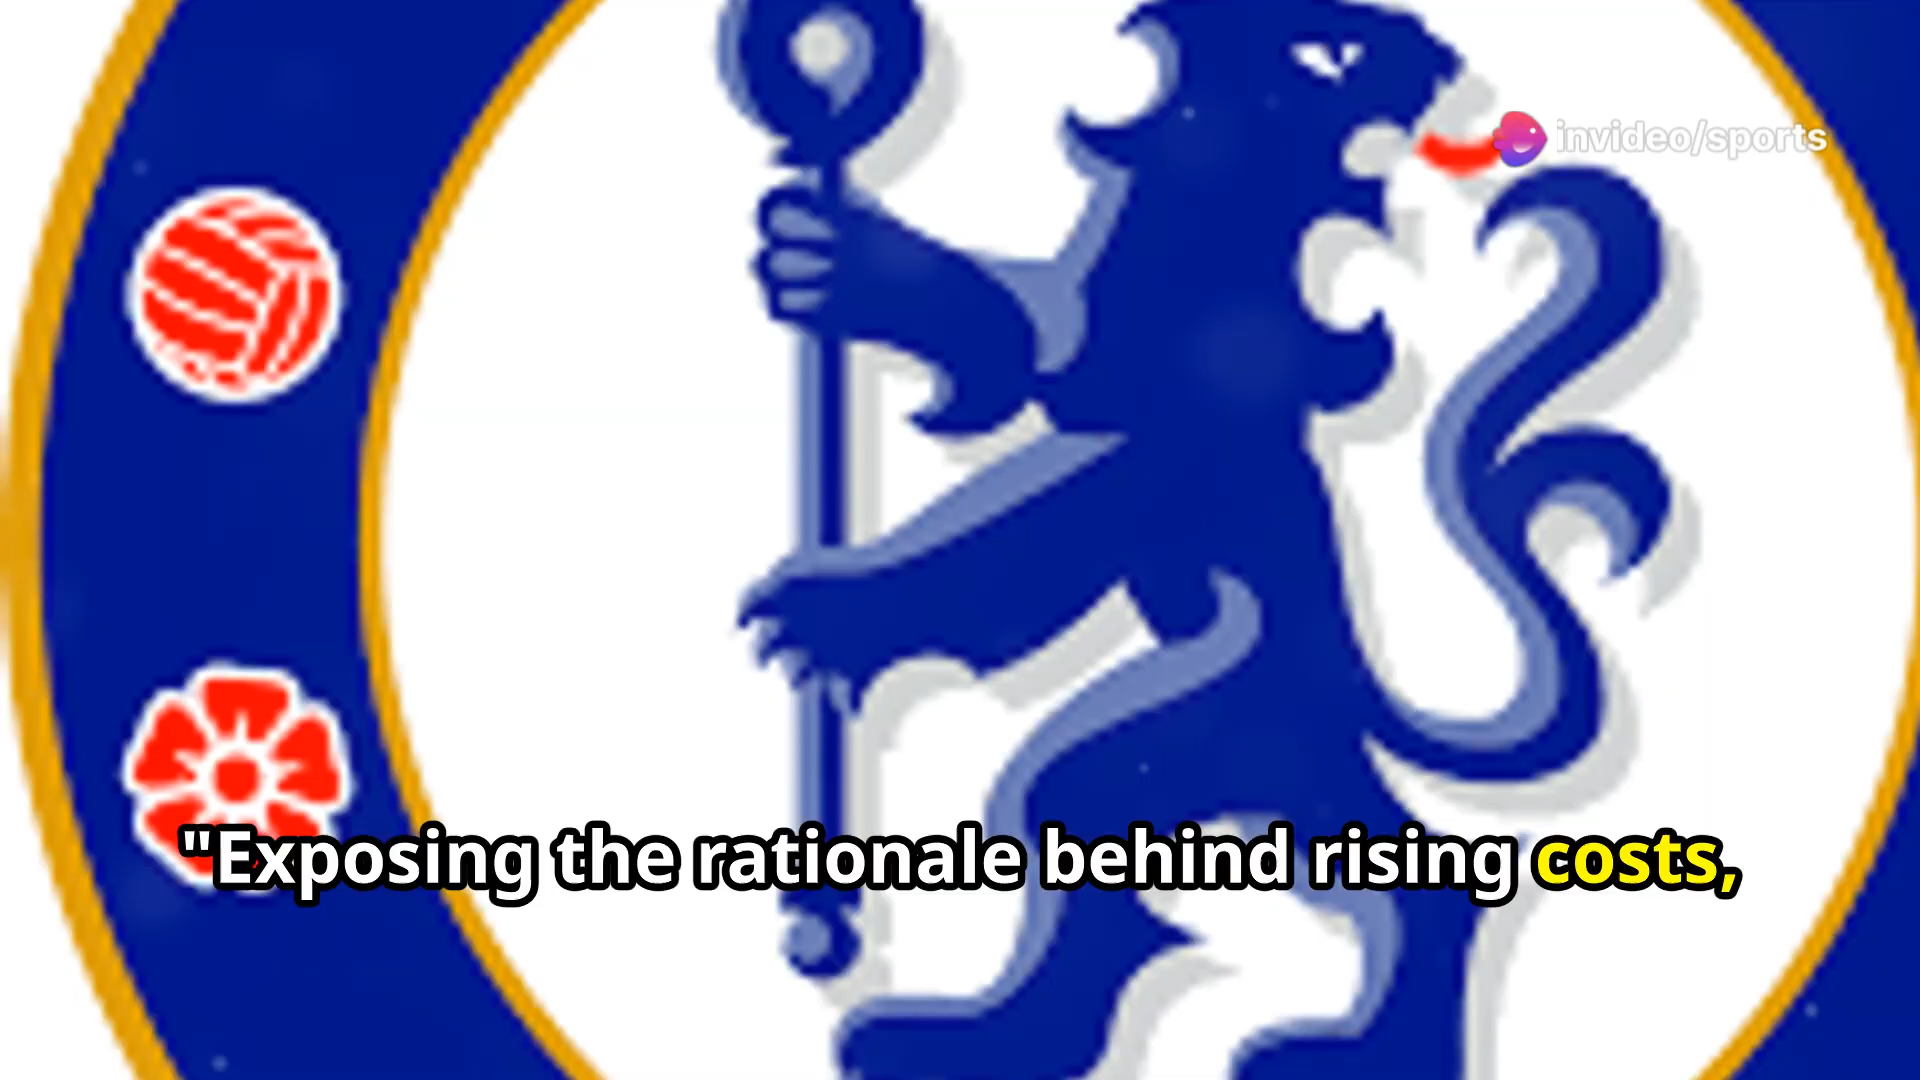 invideo/sports
"Exposing the rationale behind rising costs,